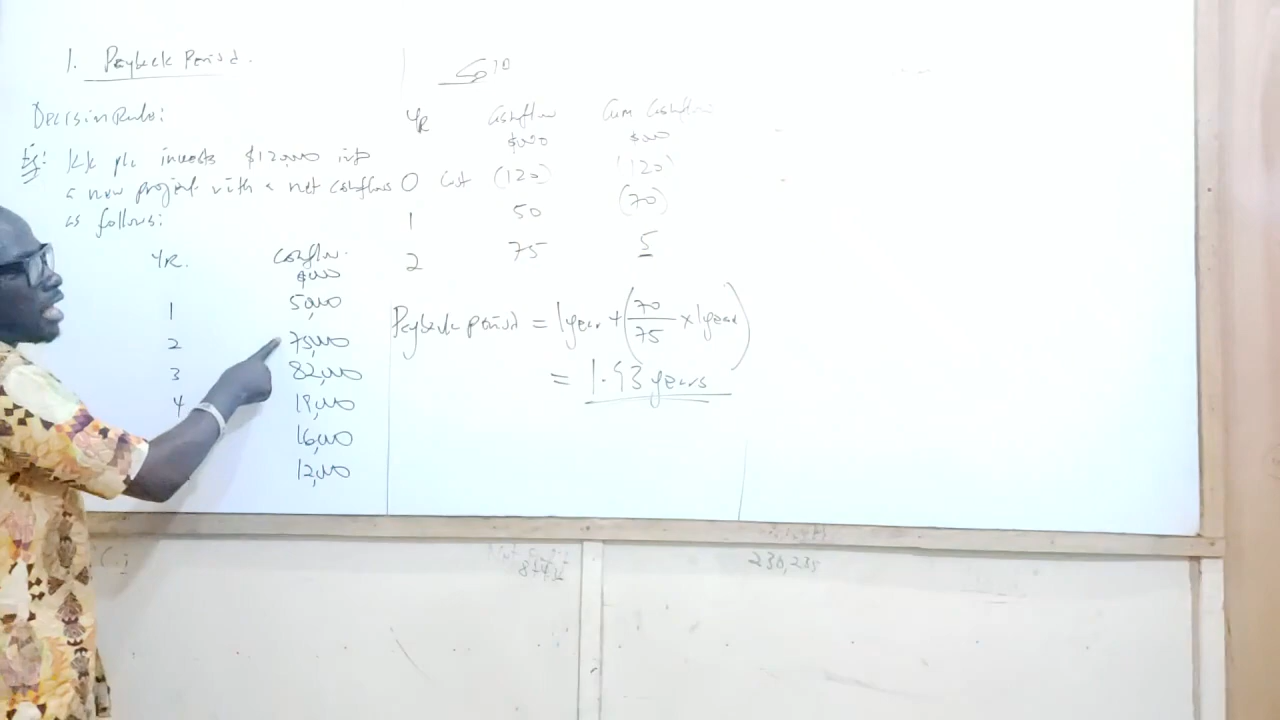 1. Payback Period.
Decision Rule:
Eg: KK plc invests $120,000 into
a new project with a net cashflows
as follows:
YR. Cashflow.
$000
1 50,000
2 75,000
3 82,000
4 18,000
16,000
12,000
Soln
YR Cashflow Cum Cashflow
$000 $000
0 Cost (120) (120)
1 50 (70)
2 75 5
Payback period = 1 year + (70/75 × 1 year)
= 1.93 years
230,235